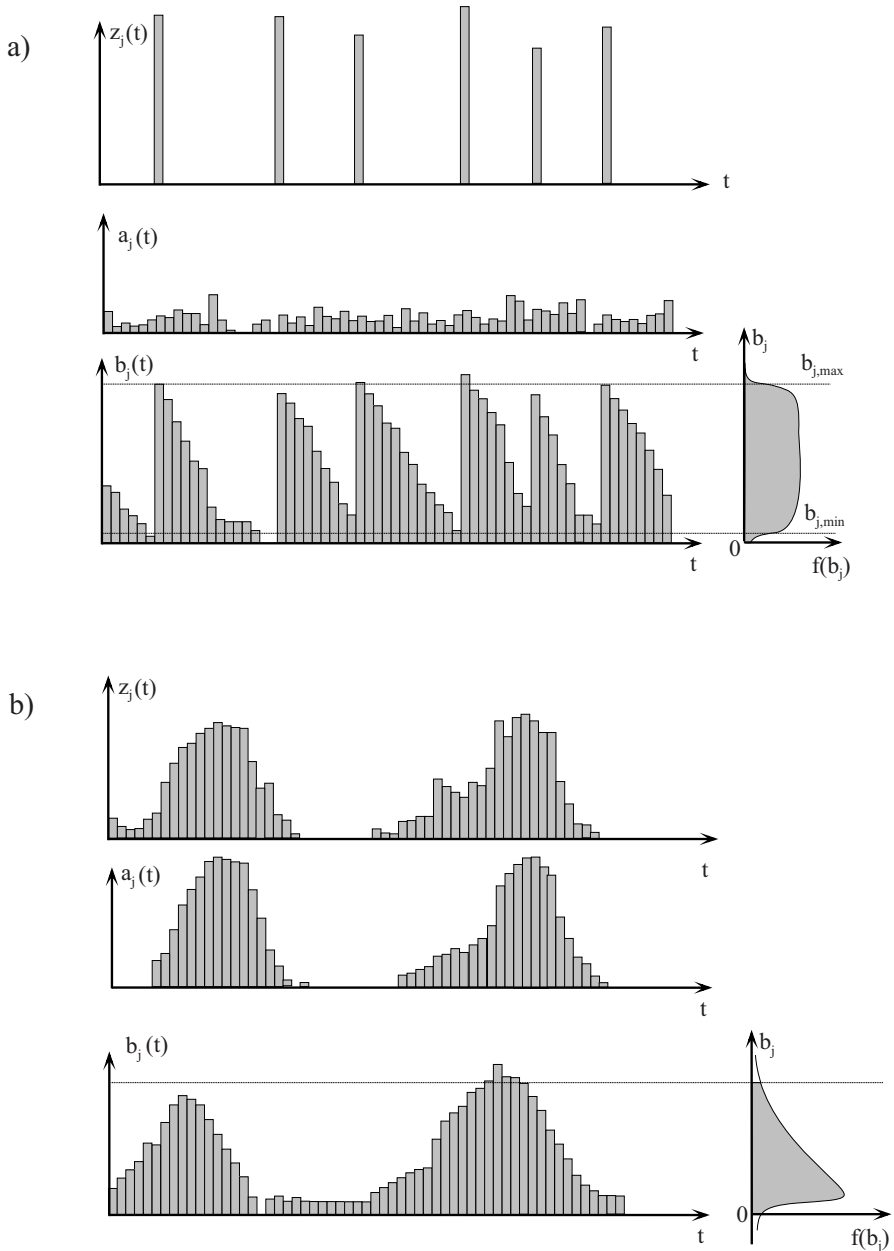 a)
z_j(t)
t
a_j(t)
t
b_j(t)
t
b_j
b_j,max
b_j,min
0
f(b_j)
b)
z_j(t)
t
a_j(t)
t
b_j(t)
t
b_j
0
f(b_j)